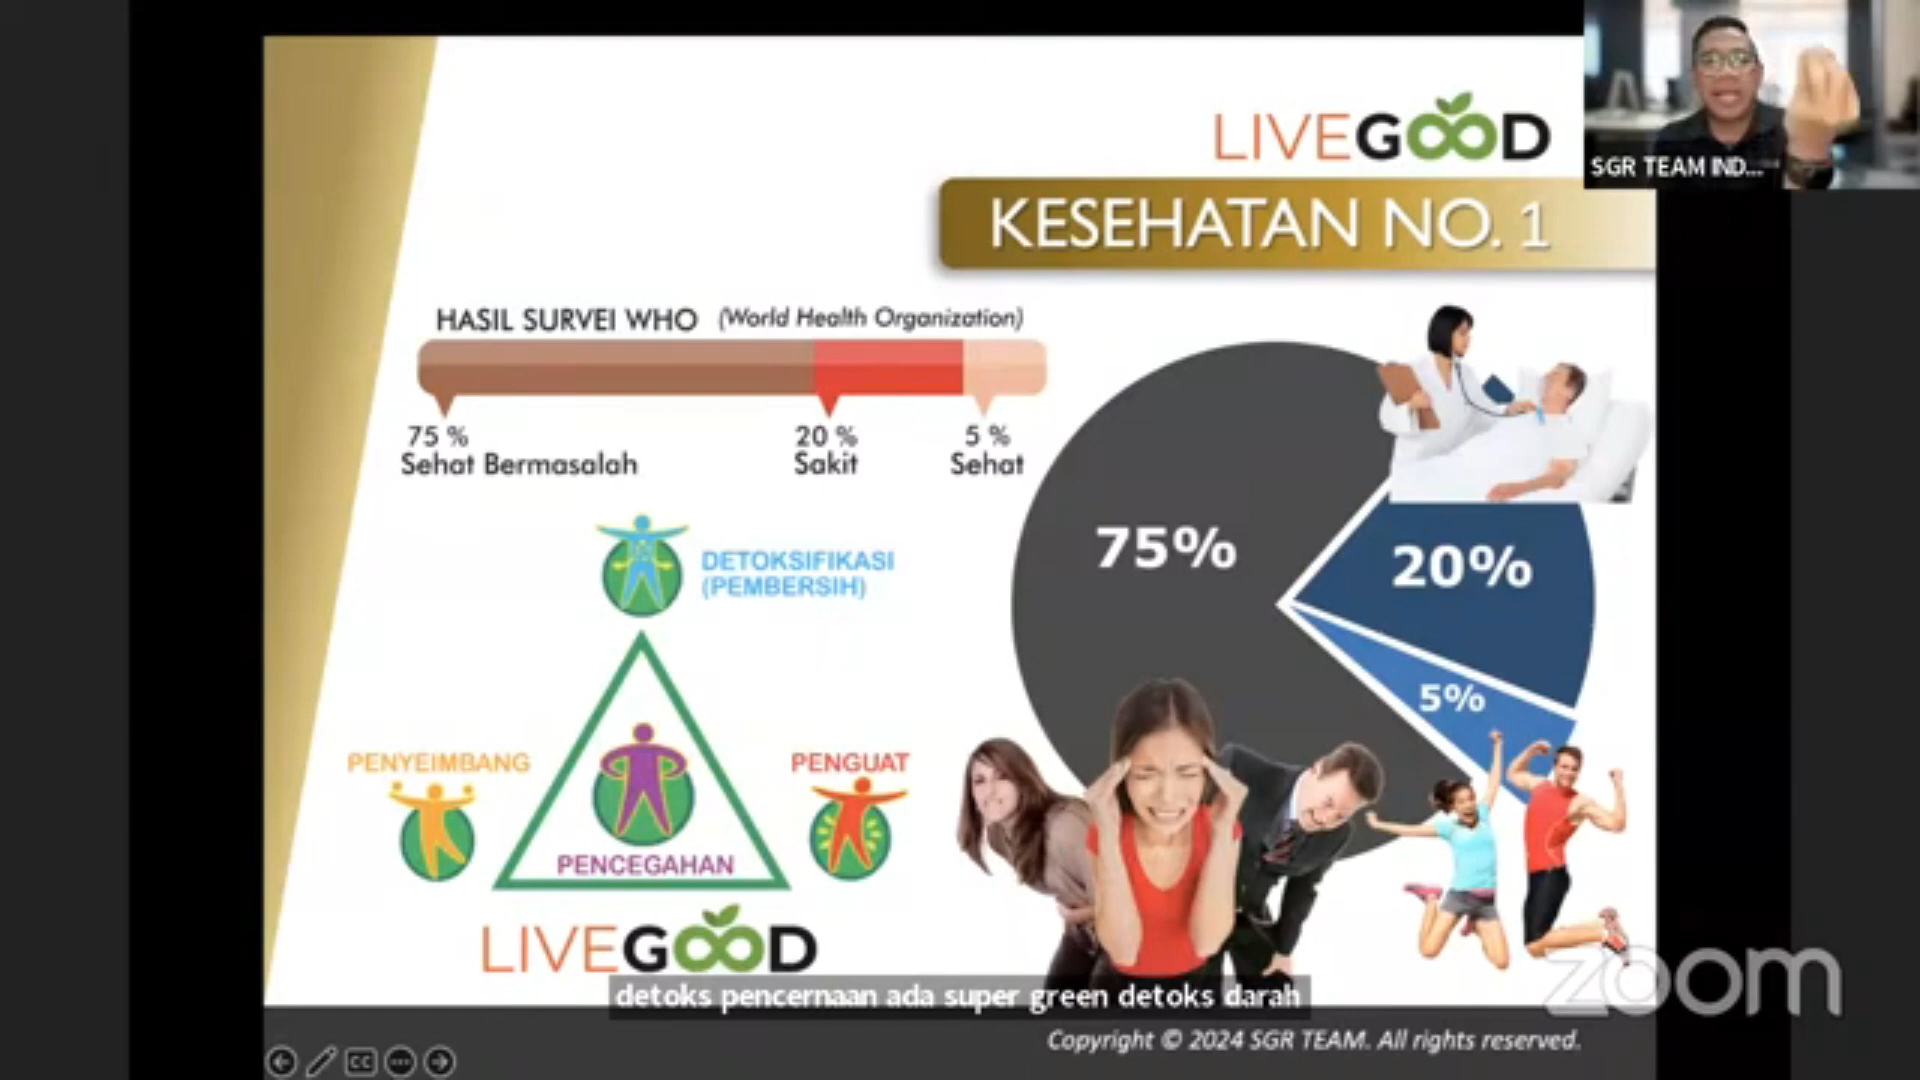 LIVEGOOD
SGR TEAM IND...
KESEHATAN NO. 1
HASIL SURVEI WHO (World Health Organization)
75 %
Sehat Bermasalah
20 %
Sakit
5 %
Sehat
75%
20%
5%
DETOKSIFIKASI
(PEMBERSIH)
PENYEIMBANG
PENGUAT
PENCEGAHAN
LIVEGOOD
detoks pencernaan ada super green detoks darah
zoom
Copyright © 2024 SGR TEAM. All rights reserved.
CC